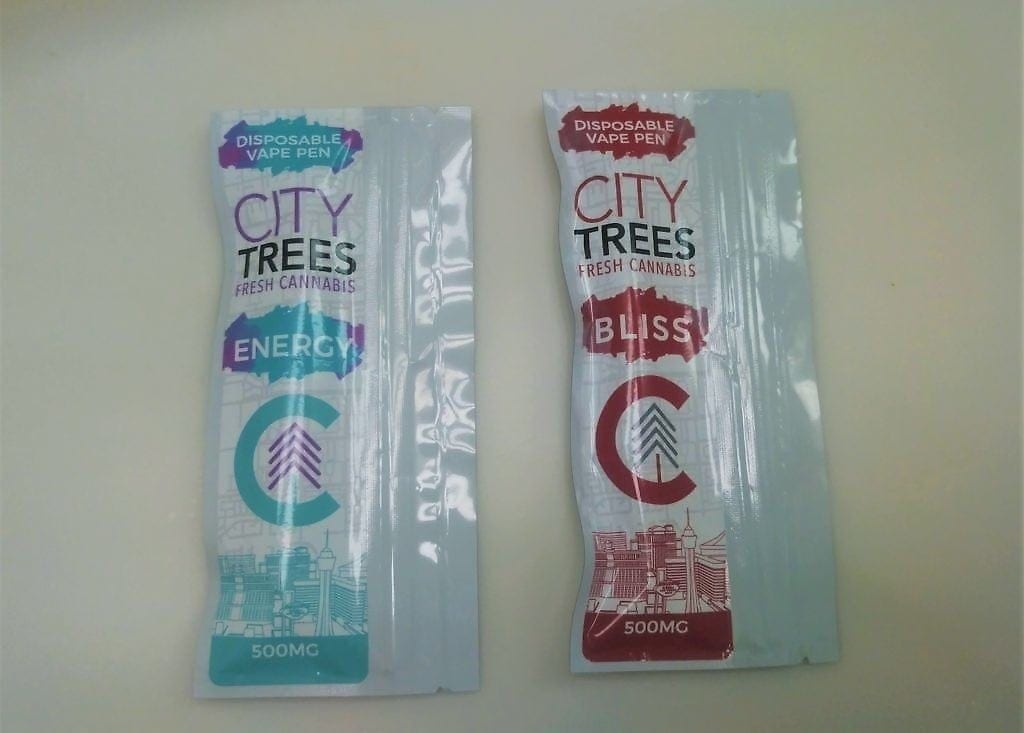 DISPOSABLE
VAPE PEN
CITY
TREES
FRESH CANNABIS
ENERGY
500MG
DISPOSABLE
VAPE PEN
CITY
TREES
FRESH CANNABIS
BLISS
500MG